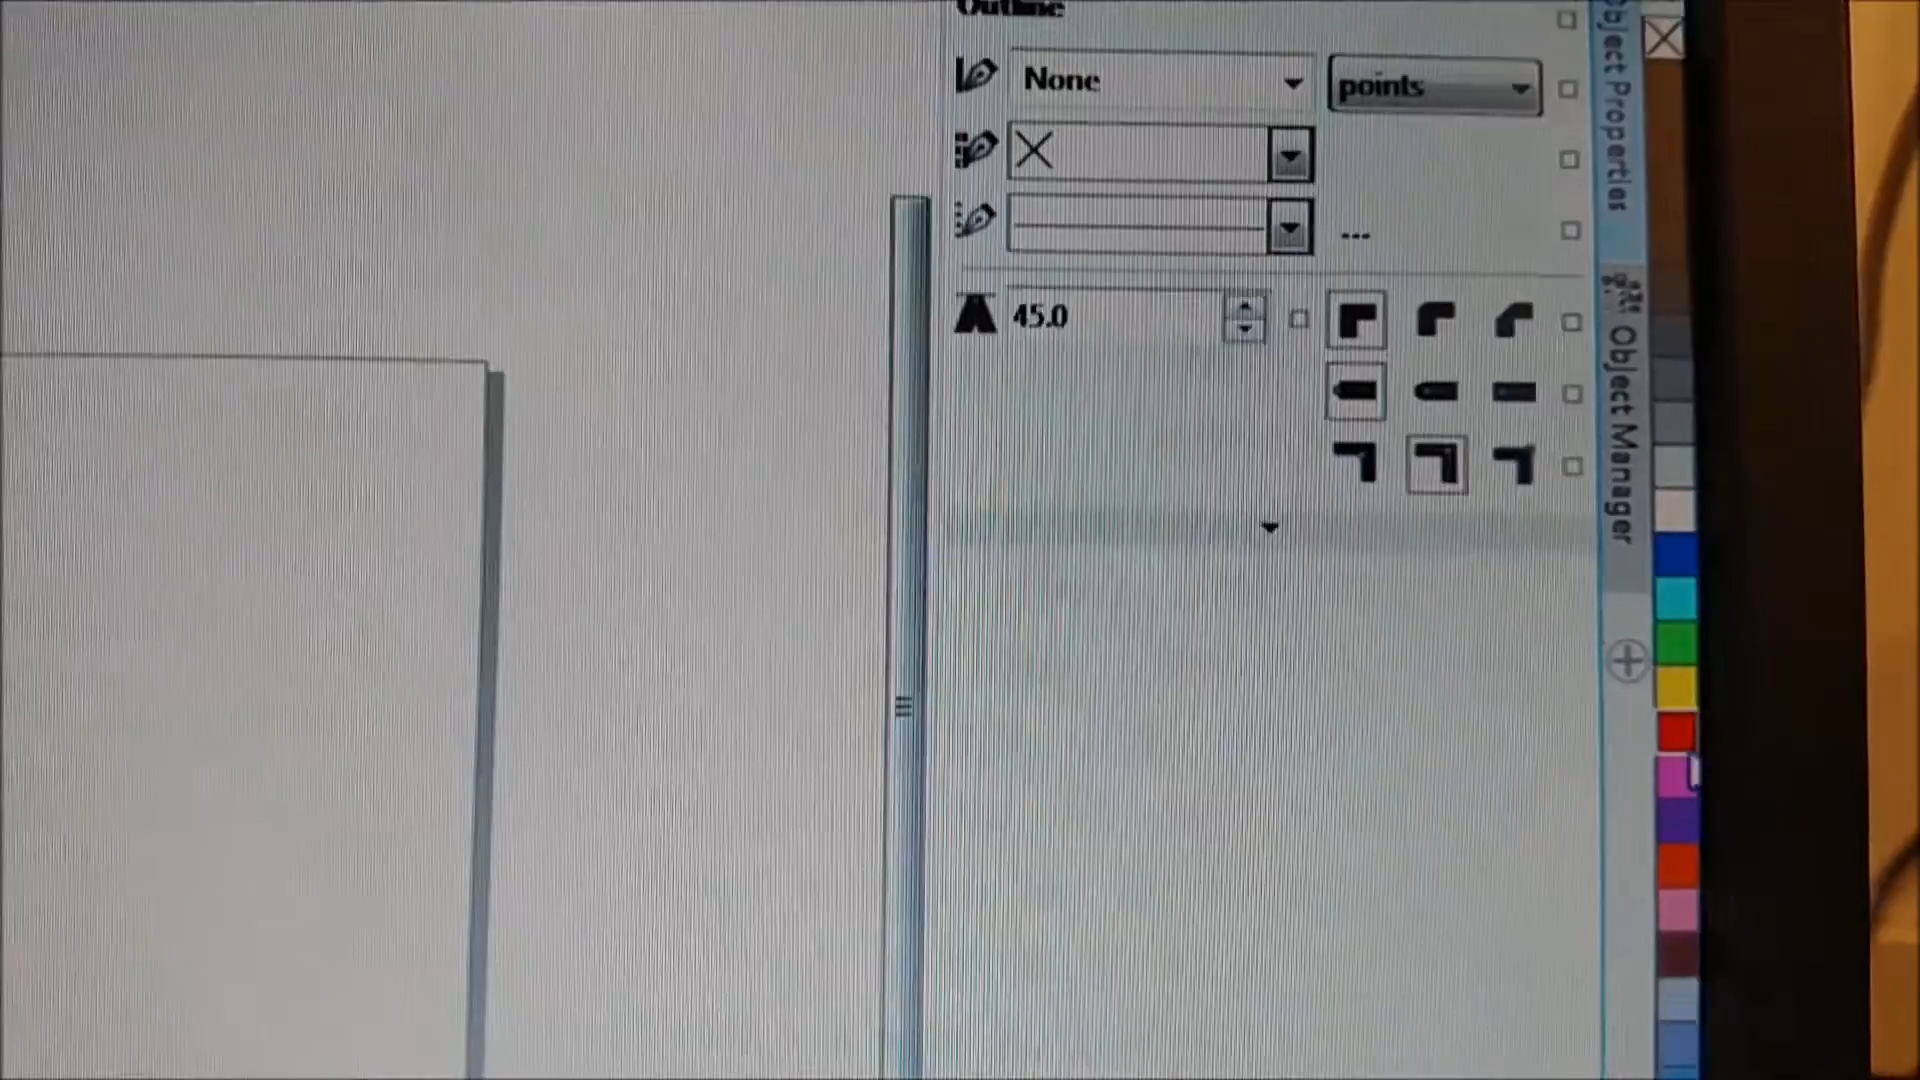 Outline
None
points
45.0
Object Properties
Object Manager